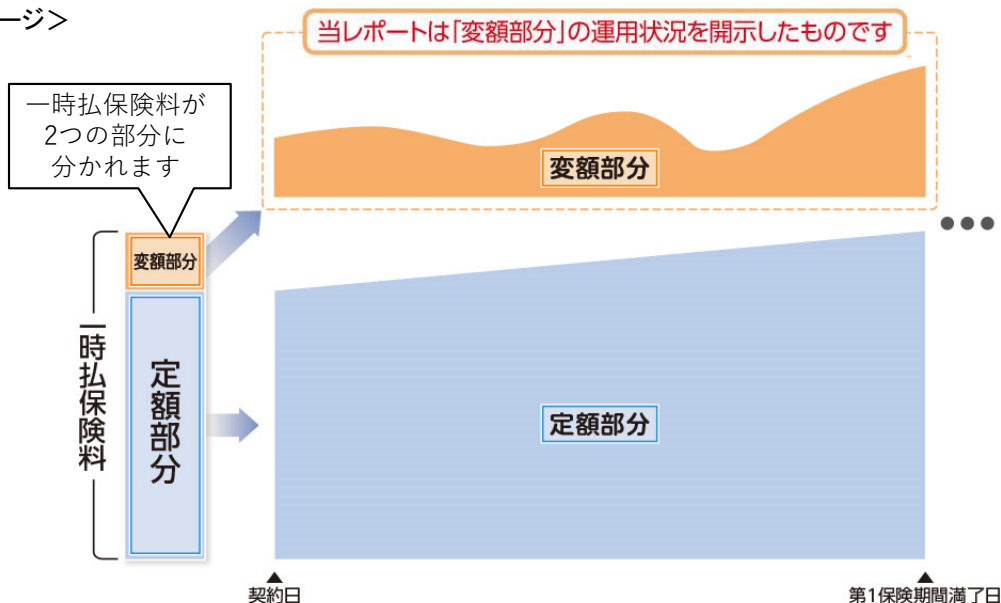 ージ>
当レポートは「変額部分」の運用状況を開示したものです
一時払保険料が
2つの部分に
分かれます
変額部分
変額部分
一時払保険料
定額部分
定額部分
契約日
第1保険期間満了日